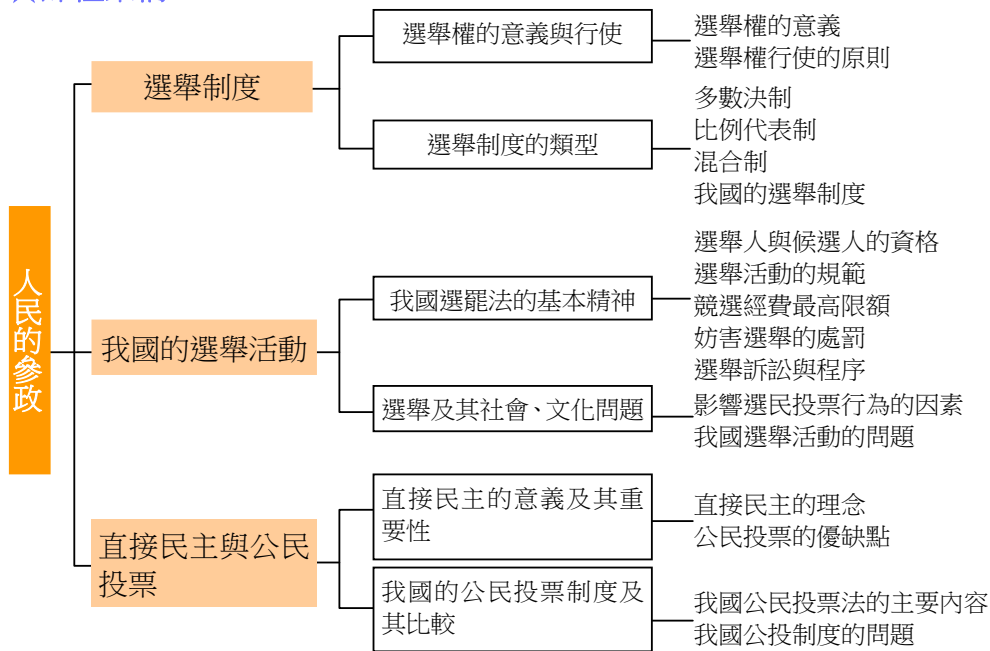 人民的參政
選舉制度
選舉權的意義與行使
選舉權的意義
選舉權行使的原則
選舉制度的類型
多數決制
比例代表制
混合制
我國的選舉制度
我國的選舉活動
我國選罷法的基本精神
選舉人與候選人的資格
選舉活動的規範
競選經費最高限額
妨害選舉的處罰
選舉訴訟與程序
選舉及其社會、文化問題
影響選民投票行為的因素
我國選舉活動的問題
直接民主與公民
投票
直接民主的意義及其重
要性
直接民主的理念
公民投票的優缺點
我國的公民投票制度及
其比較
我國公民投票法的主要內容
我國公投制度的問題